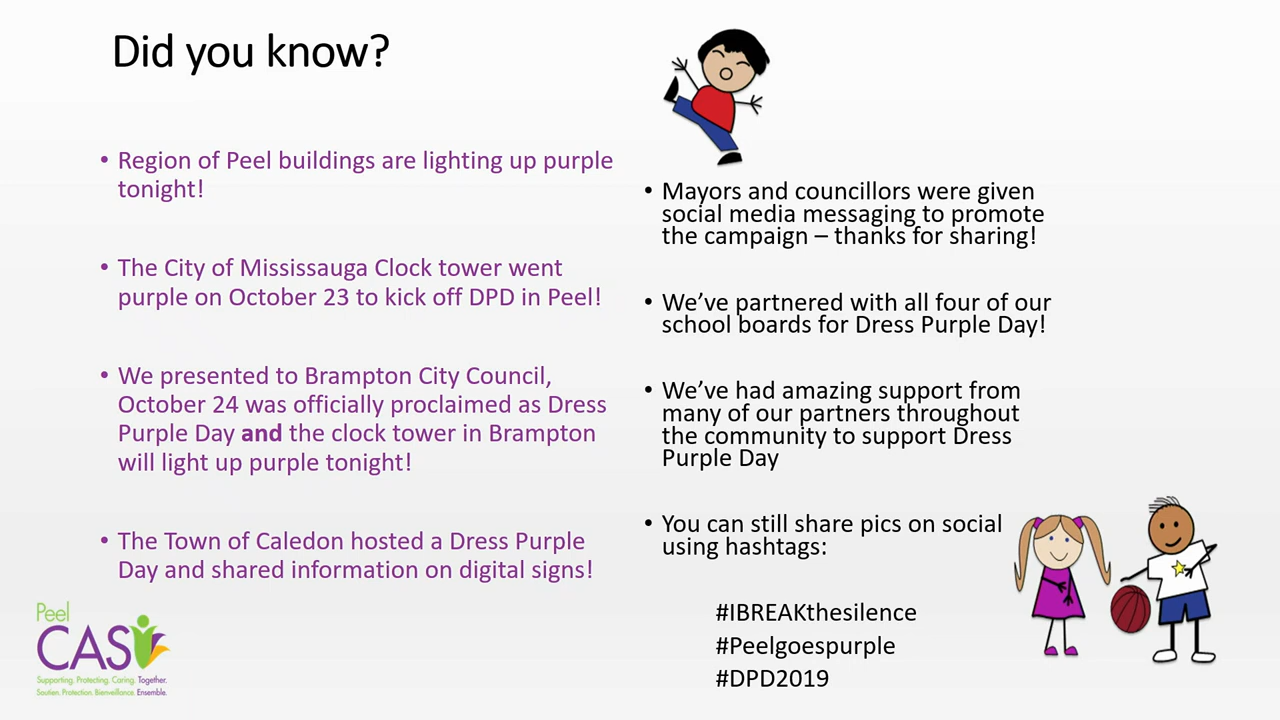 Did you know?
• Region of Peel buildings are lighting up purple
tonight!
• The City of Mississauga Clock tower went
purple on October 23 to kick off DPD in Peel!
• We presented to Brampton City Council,
October 24 was officially proclaimed as Dress
Purple Day and the clock tower in Brampton
will light up purple tonight!
• The Town of Caledon hosted a Dress Purple
Day and shared information on digital signs!
• Mayors and councillors were given
social media messaging to promote
the campaign – thanks for sharing!
• We’ve partnered with all four of our
school boards for Dress Purple Day!
• We’ve had amazing support from
many of our partners throughout
the community to support Dress
Purple Day
• You can still share pics on social
using hashtags:
#IBREAKthesilence
#Peelgoespurple
#DPD2019
Peel
CAS
Supporting. Protecting. Caring. Together.
Soutien. Protection. Bienveillance. Ensemble.